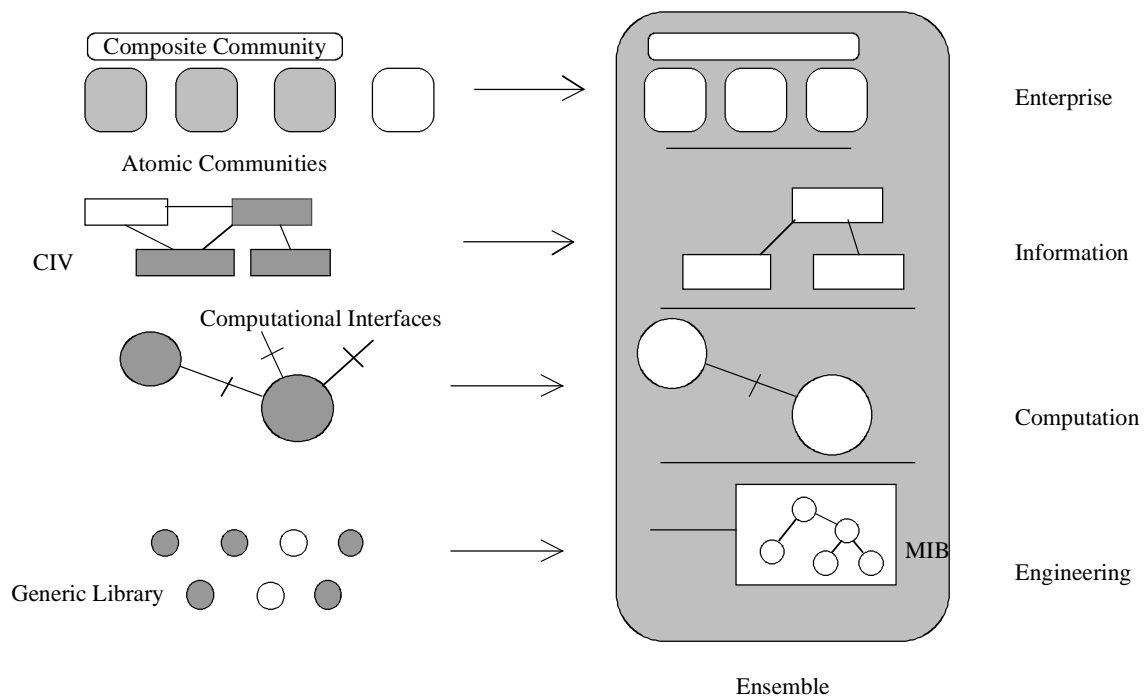 Composite Community
Enterprise
Atomic Communities
CIV
Information
Computational Interfaces
Computation
MIB
Generic Library
Engineering
Ensemble